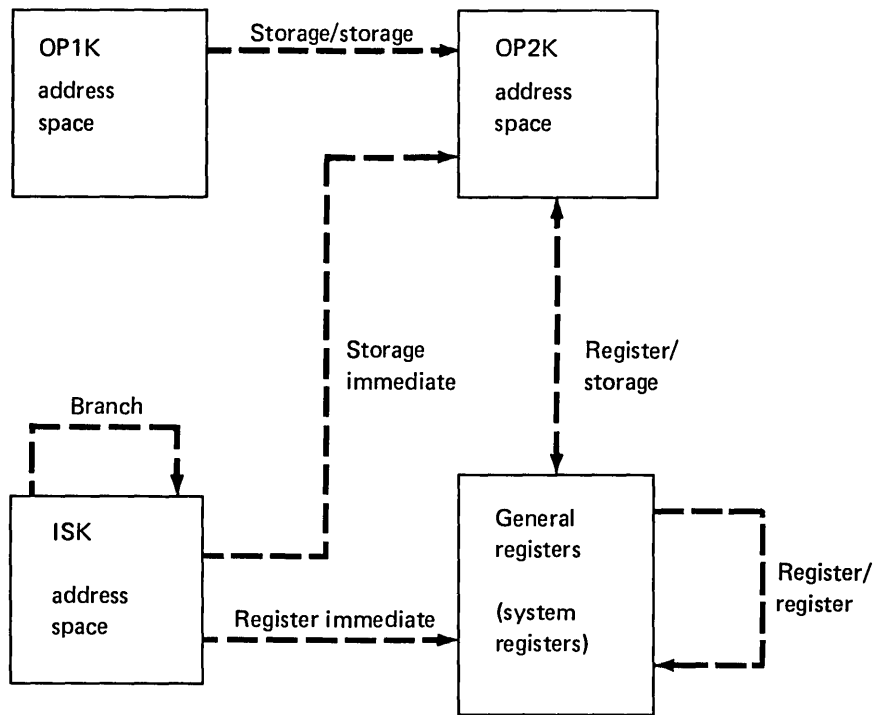 OP1K
address
space
Storage/storage
OP2K
address
space
Storage
immediate
Register/
storage
Branch
ISK
address
space
Register immediate
General
registers
(system
registers)
Register/
register